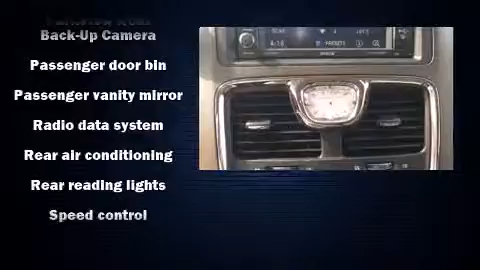 Back-Up Camera
Passenger door bin
Passenger vanity mirror
Radio data system
Rear air conditioning
Rear reading lights
Speed control
PRESETS